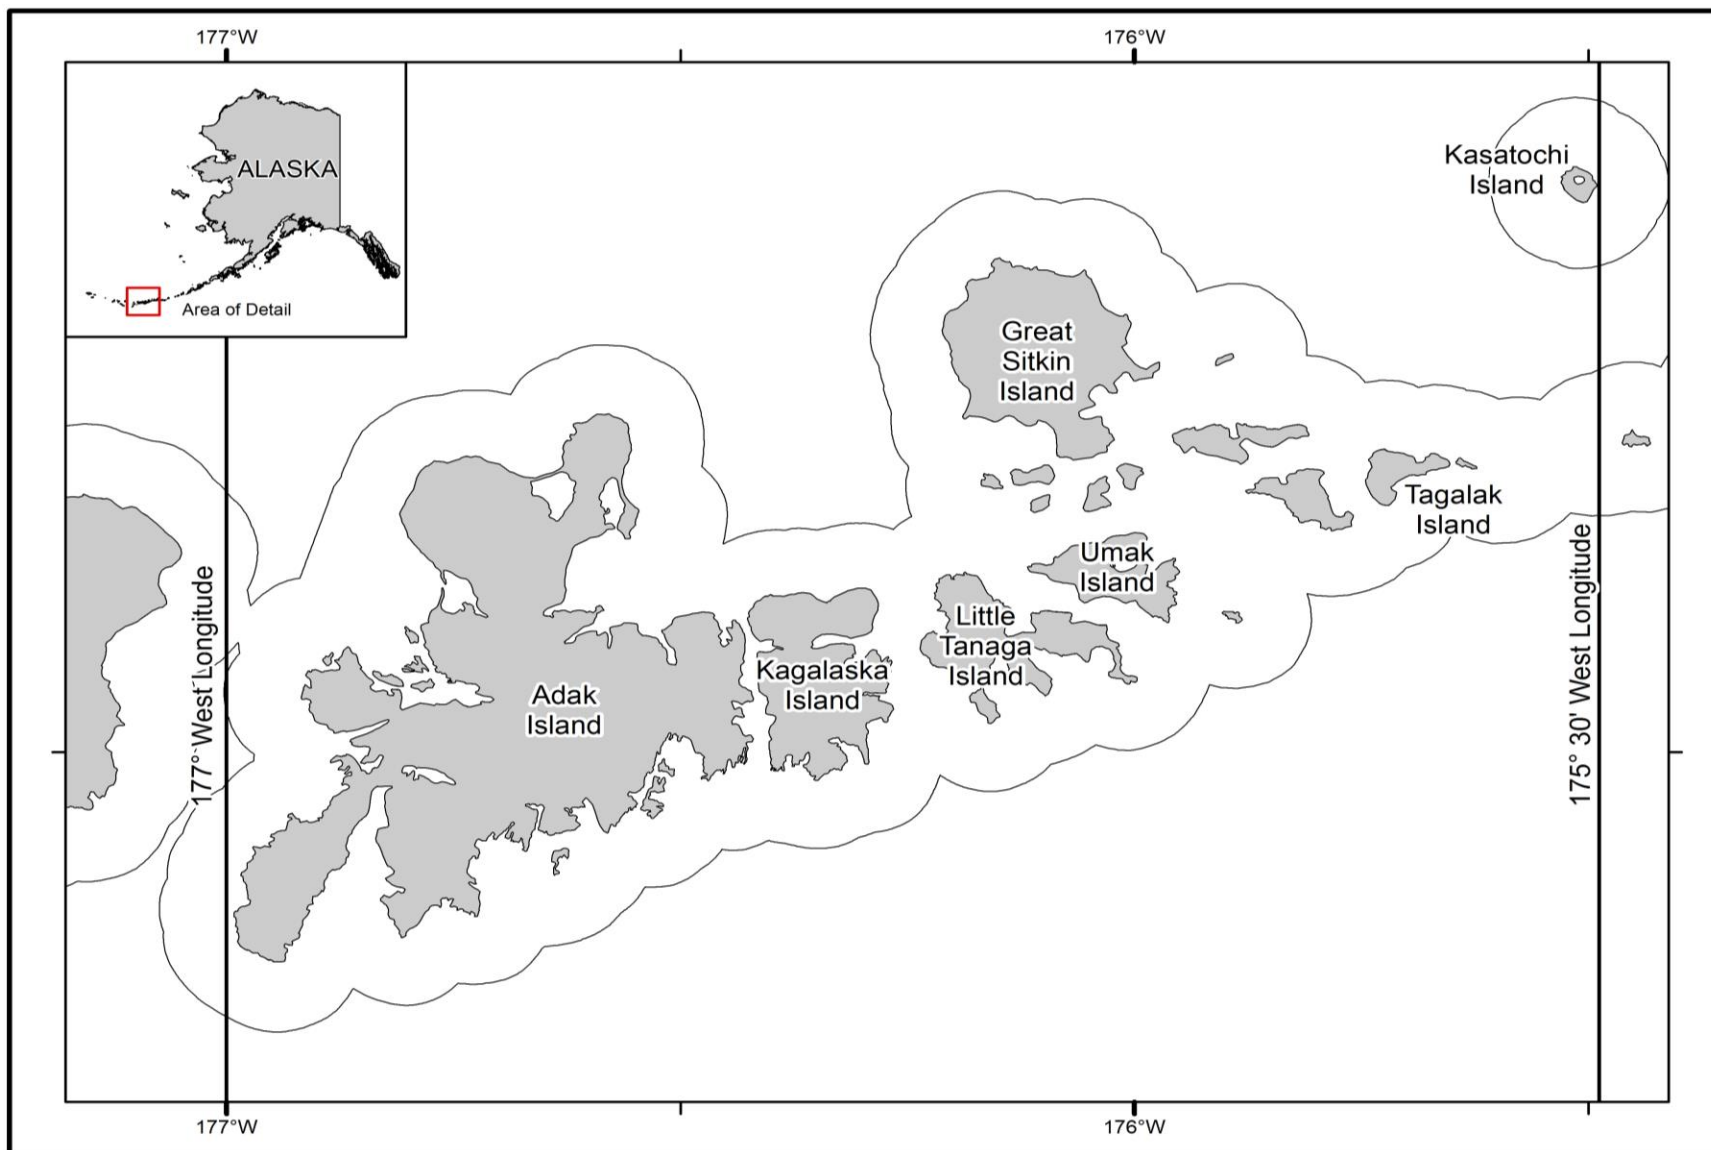 177°W
176°W
ALASKA
Area of Detail
Kasatochi
Island
Great
Sitkin
Island
Tagalak
Island
Umak
Island
Little
Tanaga
Island
Kagalaska
Island
Adak
Island
177° West Longitude
175° 30' West Longitude
177°W
176°W